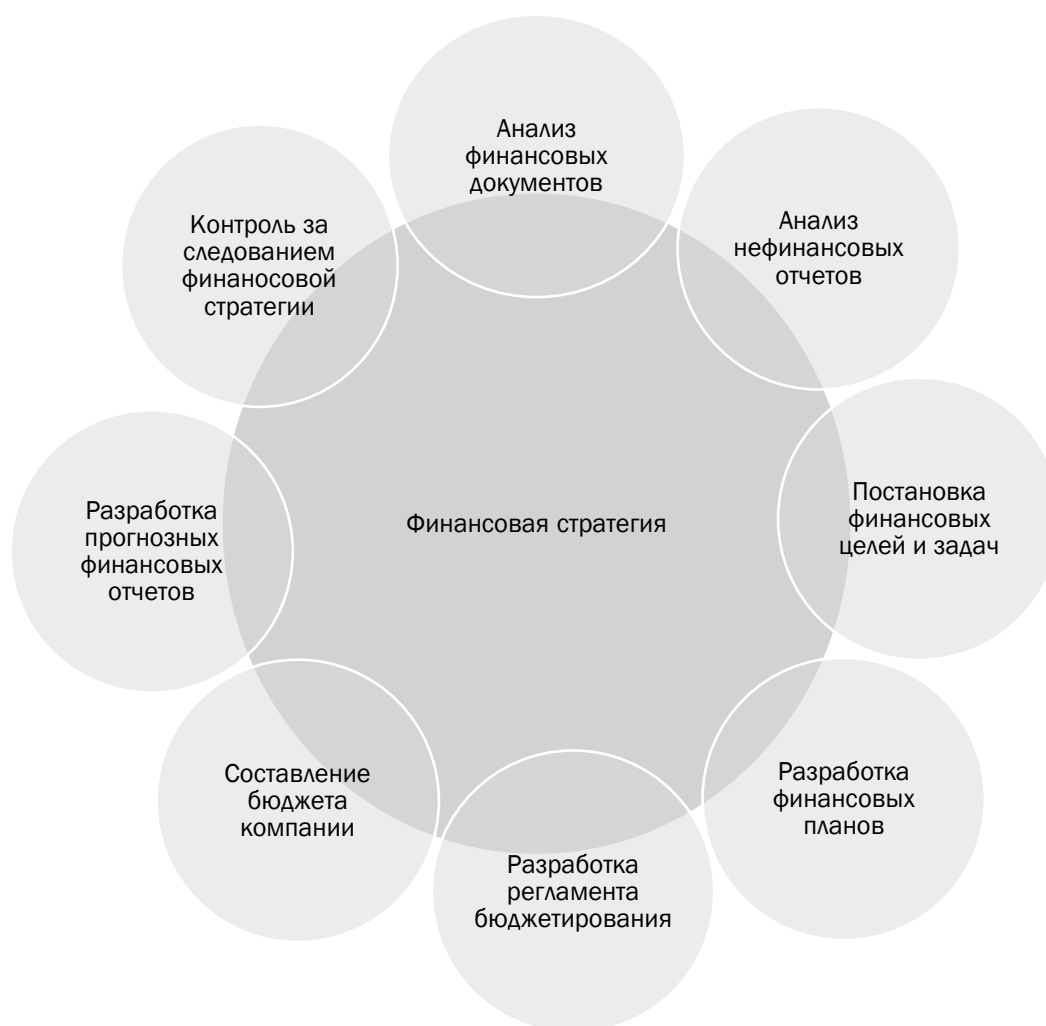 Анализ
финансовых
документов
Анализ
нефинансовых
отчетов
Постановка
финансовых
целей и задач
Разработка
финансовых
планов
Разработка
регламента
бюджетирования
Составление
бюджета
компании
Разработка
прогнозных
финансовых
отчетов
Контроль за
следованием
финаносовой
стратегии
Финансовая стратегия